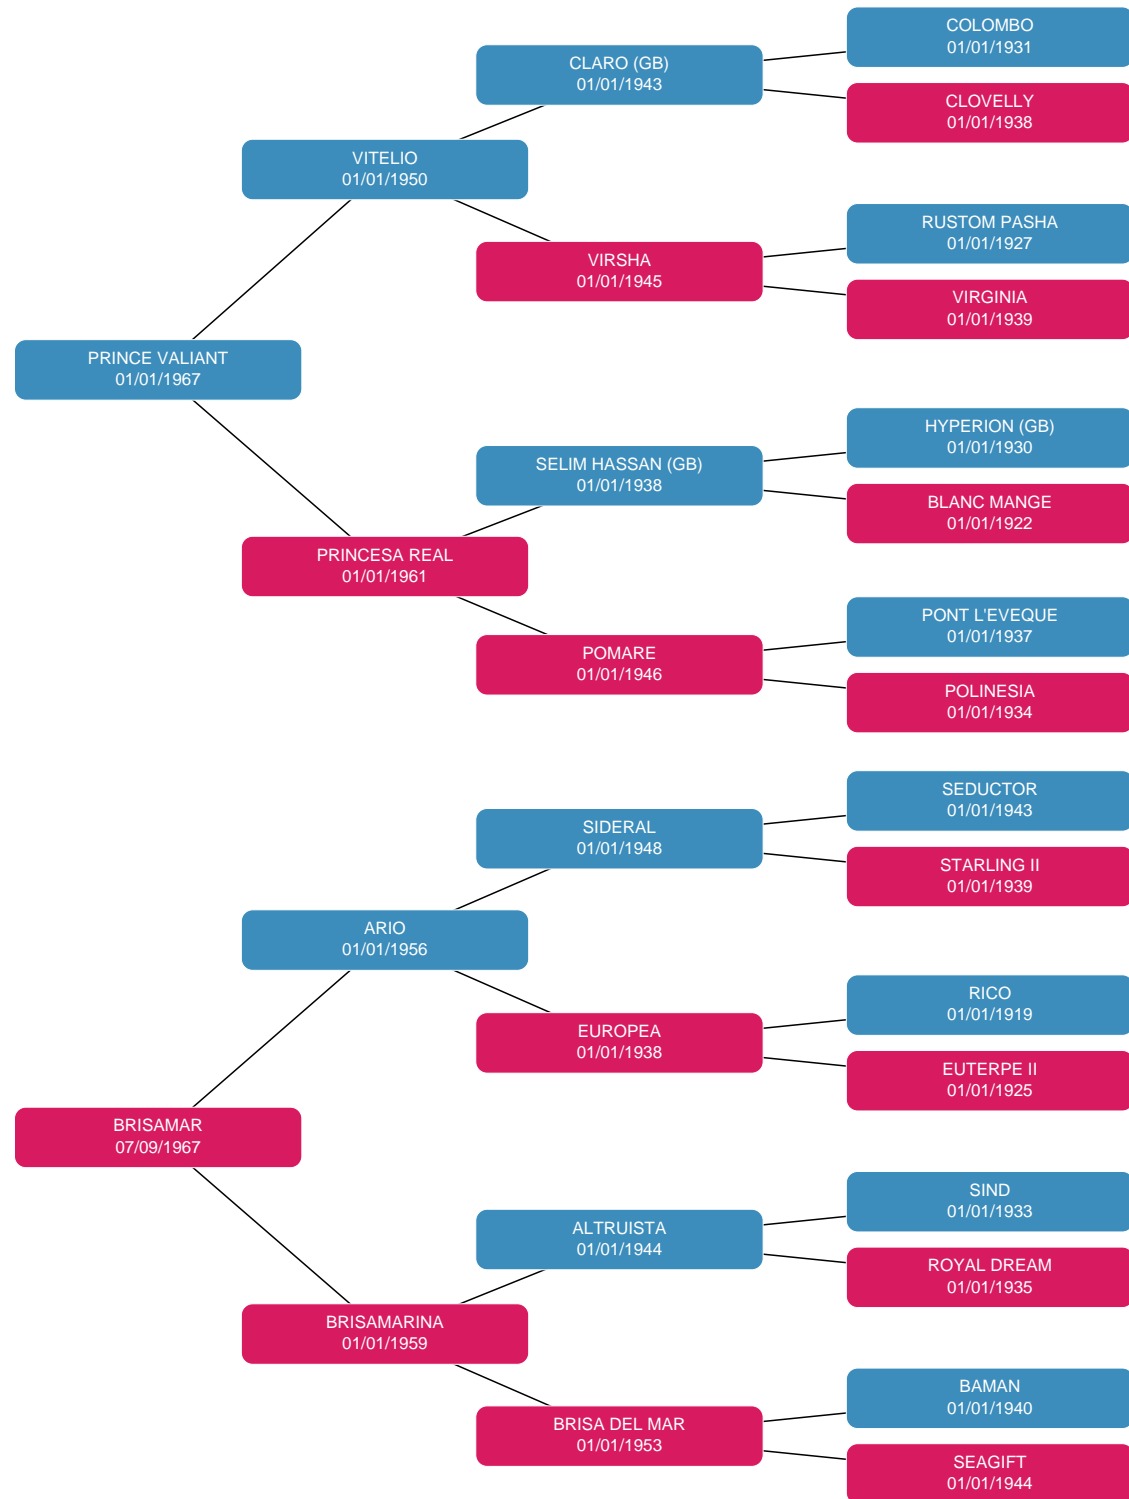 COLOMBO
01/01/1931
CLARO (GB)
01/01/1943
CLOVELLY
01/01/1938
VITELIO
01/01/1950
RUSTOM PASHA
01/01/1927
VIRSHA
01/01/1945
VIRGINIA
01/01/1939
PRINCE VALIANT
01/01/1967
HYPERION (GB)
01/01/1930
SELIM HASSAN (GB)
01/01/1938
BLANC MANGE
01/01/1922
PRINCESA REAL
01/01/1961
PONT L'EVEQUE
01/01/1937
POMARE
01/01/1946
POLINESIA
01/01/1934
SEDUCTOR
01/01/1943
SIDERAL
01/01/1948
STARLING II
01/01/1939
ARIO
01/01/1956
RICO
01/01/1919
EUROPEA
01/01/1938
EUTERPE II
01/01/1925
BRISAMAR
07/09/1967
SIND
01/01/1933
ALTRUISTA
01/01/1944
ROYAL DREAM
01/01/1935
BRISAMARINA
01/01/1959
BAMAN
01/01/1940
BRISA DEL MAR
01/01/1953
SEAGIFT
01/01/1944